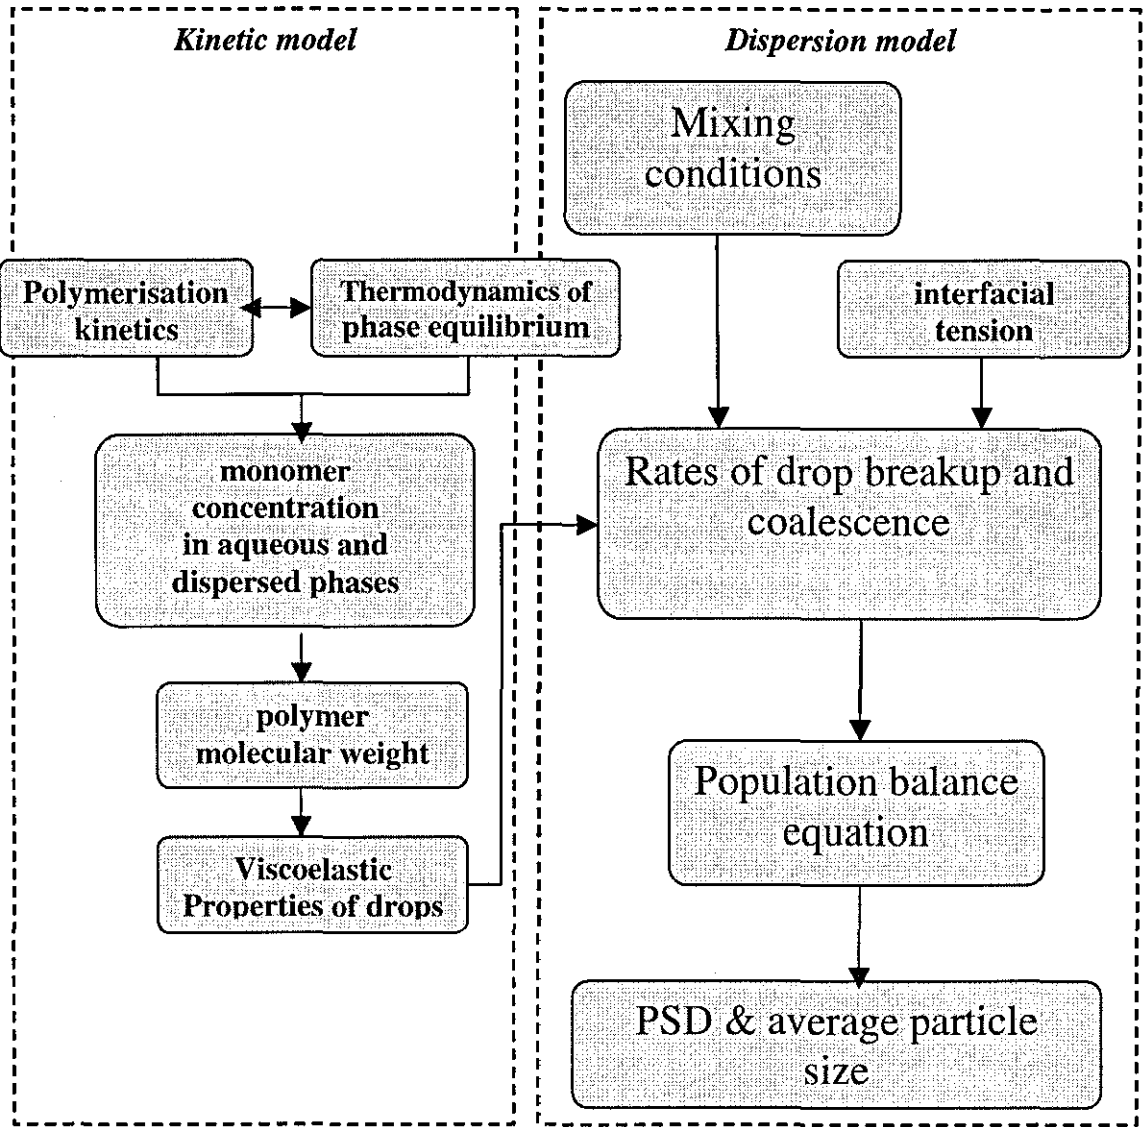 Kinetic model
Polymerisation
kinetics
Thermodynamics of
phase equilibrium
monomer
concentration
in aqueous and
dispersed phases
polymer
molecular weight
Viscoelastic
Properties of drops
Dispersion model
Mixing
conditions
interfacial
tension
Rates of drop breakup and
coalescence
Population balance
equation
PSD & average particle
size